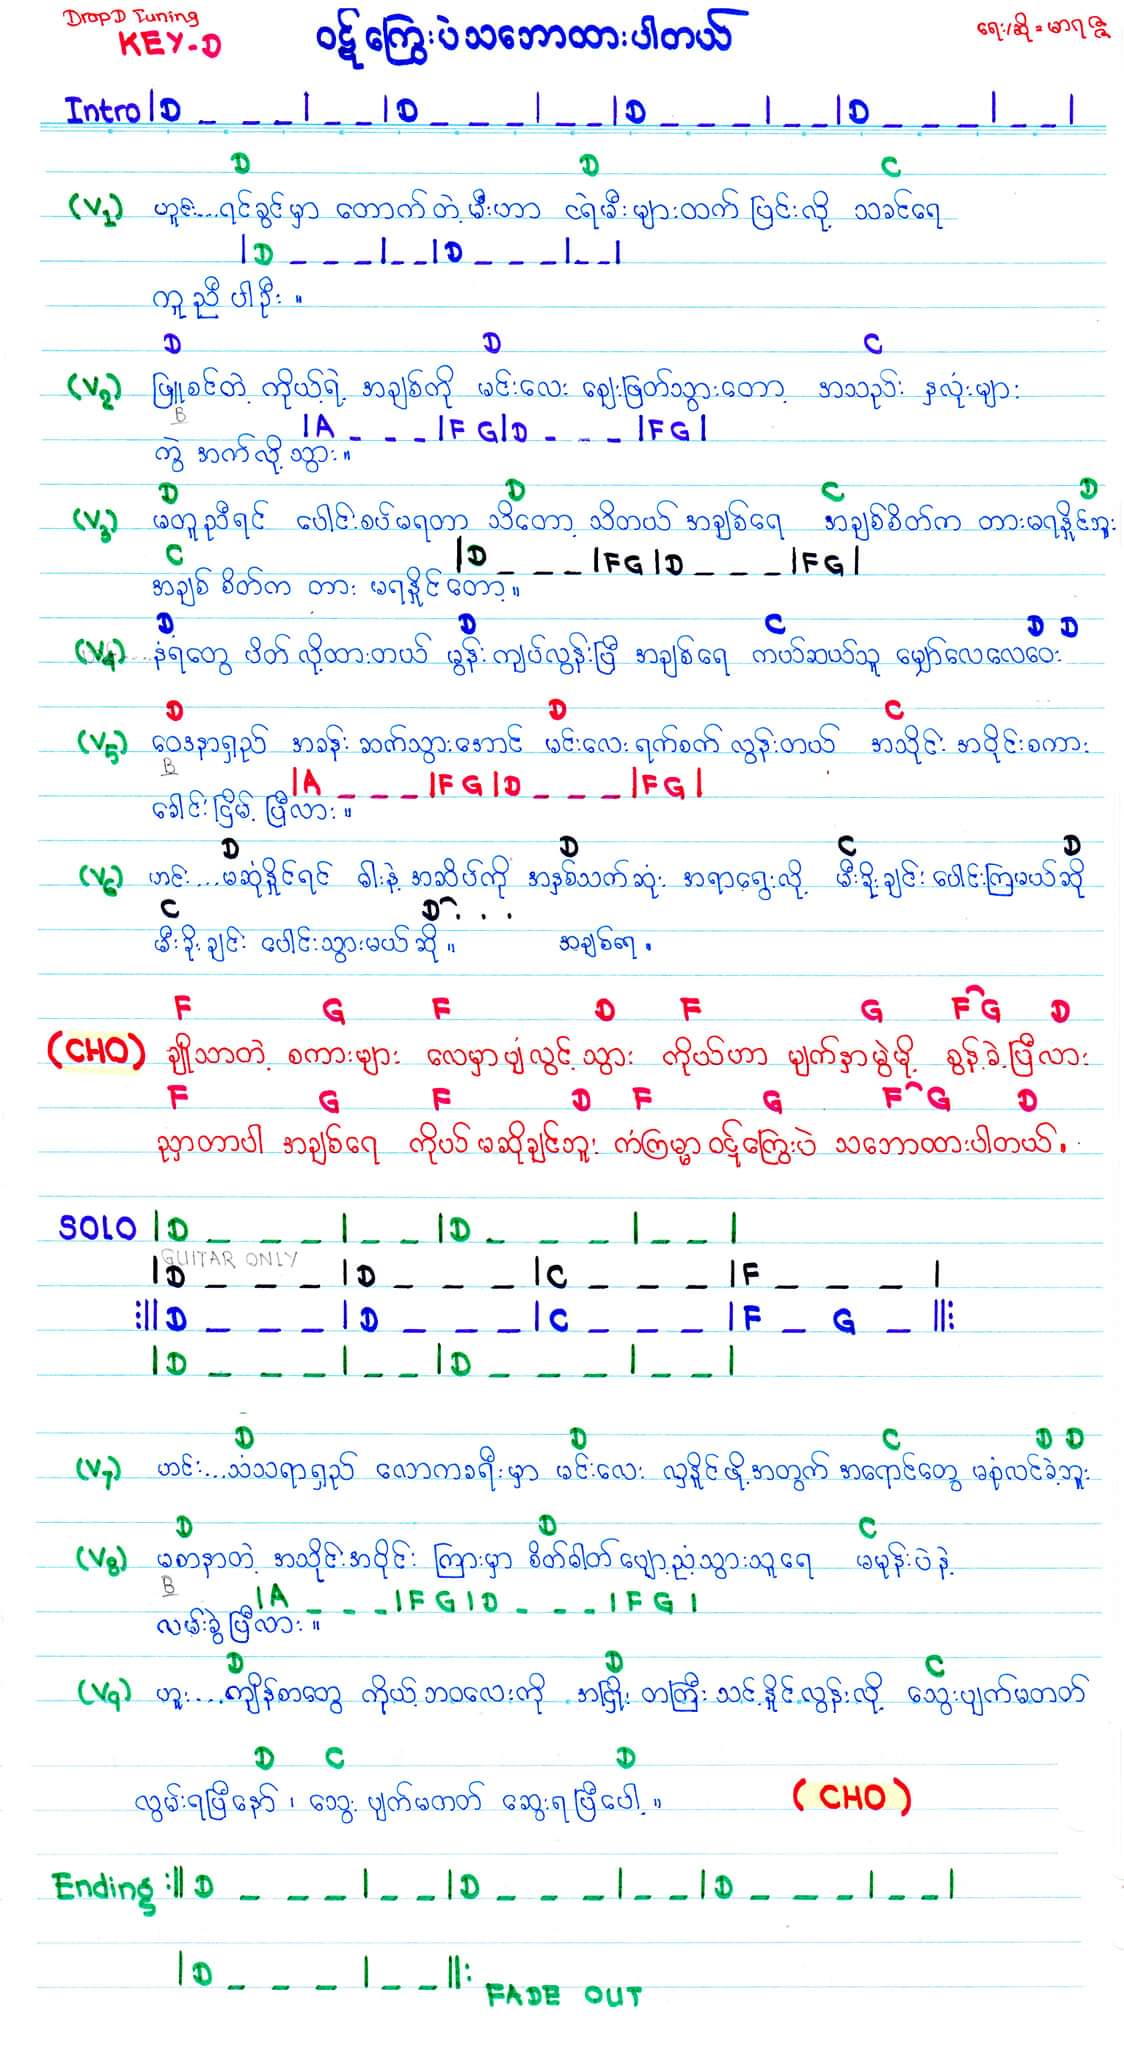 DropD Tuning
KEY-D
ဝဋ်ကြွေးပဲသဘောထားပါတယ်
ရေး/ဆို = မာရဇ္ဇ
Intro |D _ _ _ | _ _ |D _ _ _ | _ _ |D _ _ _ | _ _ |D _ _ _ | _ _ |
D D C
(V1) ဟူး....ရင်ခွင်မှာ တောက်တဲ့မီးဟာ ငရဲမီးများထက် ပြင်းလို့ သခင်ရေ
|D _ _ _ | _ _ |D _ _ _ | _ _ |
ကူညီပါဦး ။
D D C
(V2) ဖြူစင်တဲ့ ကိုယ့်ရဲ့ အချစ်ကို မင်းလေး ဈေးဖြတ်သွားတော့ အသည်း နှလုံးများ
B |A _ _ _ |F G|D _ _ _ |F G|
ကွဲ အက်လို့သွား ။
D D C D
(V3) မတူညီရင် ပေါင်းစပ်မရတာ သိတော့ သိတယ် အချစ်ရေ အချစ်စိတ်က တားမရနိုင်ဘူး
C |D _ _ _ |F G|D _ _ _ |F G|
အချစ် စိတ်က တား မရနိုင်တော့ ။
D D C D D
(V4) ...နံရံတွေ ပိတ်လို့ထားတယ် မွန်းကျပ်လွန်းပြီ အချစ်ရေ ကယ်ဆယ်သူ မျှော်လေလေဝေး
D D C
(V5) ဝေဒနာရှည် အခန်း ဆက်သွားအောင် မင်းလေး ရက်စက် လွန်းတယ် အသိုင်း အဝိုင်းစကား
B |A _ _ _ |F G|D _ _ _ |F G|
ခေါင်းငြိမ့် ပြီလား ။
D D C D
(V6) ဟင်း....မဆုံနိုင်ရင် ဓါးနဲ့ အဆိပ်ကို အနှစ်သက်ဆုံး အရာရွေးလို့ မီးခိုးချင်း ပေါင်းကြမယ်ဆို
C D . . .
မီးခိုးချင်း ပေါင်းသွားမယ်ဆို ။ အချစ်ရေ .
F G F D F G F G D
(CHO) ချိုသာတဲ့ စကားများ လေမှာပျံ့လွင့်သွား ကိုယ်ဟာ မျက်နှာမွဲမို့ စွန့်ခဲ့ပြီလား
F G F D F G F G D
ညှာတာပါ အချစ်ရေ ကိုယ် မဆိုချင်ဘူး ကံကြမ္မာ ဝဋ်ကြွေးပဲ သဘောထားပါတယ် .
SOLO |D _ _ _ | _ _ |D _ _ _ | _ _ |
GUITAR ONLY
|D _ _ _ |D _ _ _ |C _ _ _ |F _ _ _ |
:||D _ _ _ |D _ _ _ |C _ _ _ |F _ G _ ||:
|D _ _ _ | _ _ |D _ _ _ | _ _ |
D D C D D
(V7) ဟင်း....သံသရာရှည် လောကခရီးမှာ မင်းလေး လှနိုင်ဖို့အတွက် အရောင်တွေ မစုံလင်ခဲ့ဘူး
D D C
(V8) မစာနာတဲ့ အသိုင်းအဝိုင်း ကြားမှာ စိတ်ဓါတ်ပျော့ညံ့သွားသူရေ မမုန်းပဲနဲ့
B |A _ _ _ |F G|D _ _ _ |F G|
လမ်းခွဲပြီလား ။
D D C
(V9) ဟူး....ကျိန်စာတွေ ကိုယ့်ဘဝလေးကို အငြိုး တကြီး သင့်နိုင်လွန်းလို့ သွေးပျက်မတတ်
D C D
လွမ်းရပြီနော် ၊ သွေး ပျက်မတတ် ဆွေးရပြီပေါ့ ။ (CHO)
Ending :||D _ _ _ | _ _ |D _ _ _ | _ _ |D _ _ _ | _ _ |
|D _ _ _ | _ _ ||: FADE OUT